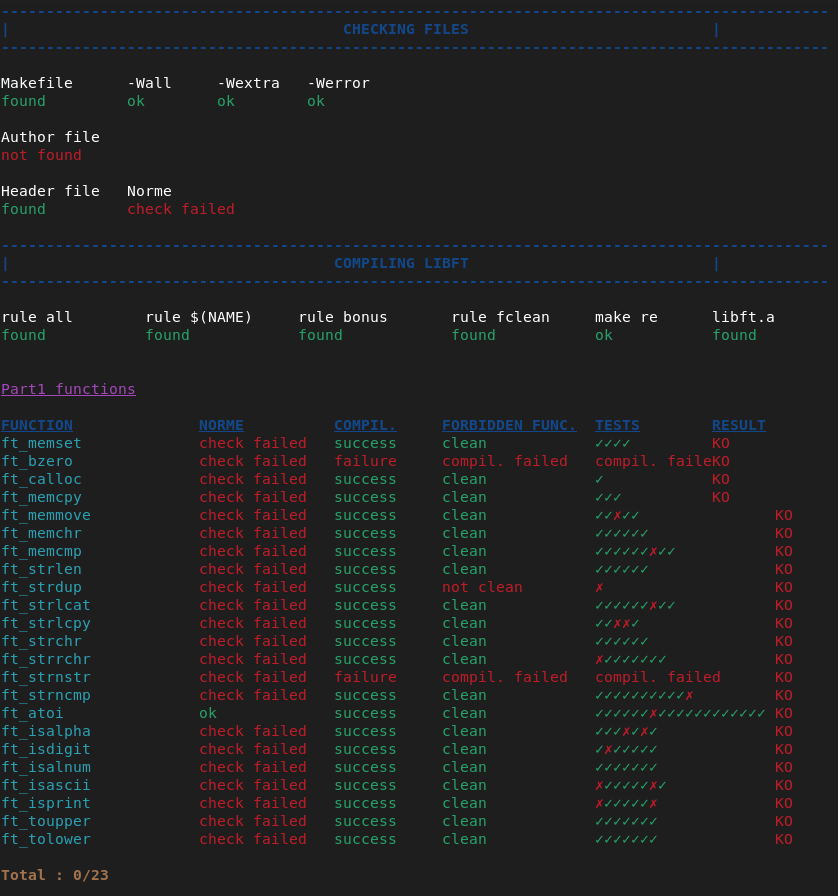 --------------------------------------------------------------------------------------------
| CHECKING FILES |
--------------------------------------------------------------------------------------------
Makefile -Wall -Wextra -Werror
found ok ok ok
Author file
not found
Header file Norme
found check failed
--------------------------------------------------------------------------------------------
| COMPILING LIBFT |
--------------------------------------------------------------------------------------------
rule all rule $(NAME) rule bonus rule fclean make re libft.a
found found found found ok found
Part1 functions
FUNCTION NORME COMPIL. FORBIDDEN FUNC. TESTS RESULT
ft_memset check failed success clean ✓✓✓✓ KO
ft_bzero check failed failure compil. failed compil. faileKO
ft_calloc check failed success clean ✓ KO
ft_memcpy check failed success clean ✓✓✓ KO
ft_memmove check failed success clean ✓✓✗✓✓ KO
ft_memchr check failed success clean ✓✓✓✓✓✓ KO
ft_memcmp check failed success clean ✓✓✓✓✓✓✗✓✓ KO
ft_strlen check failed success clean ✓✓✓✓✓✓ KO
ft_strdup check failed success not clean ✗ KO
ft_strlcat check failed success clean ✓✓✓✓✓✓✗✓✓ KO
ft_strlcpy check failed success clean ✓✓✗✗✓ KO
ft_strchr check failed success clean ✓✓✓✓✓✓ KO
ft_strrchr check failed success clean ✗✓✓✓✓✓✓✓ KO
ft_strnstr check failed failure compil. failed compil. failed KO
ft_strncmp check failed success clean ✓✓✓✓✓✓✓✓✓✓✗ KO
ft_atoi ok success clean ✓✓✓✓✓✓✗✓✓✓✓✓✓✓✓✓✓✓✓ KO
ft_isalpha check failed success clean ✓✓✓✗✓✗✓ KO
ft_isdigit check failed success clean ✓✗✓✓✓✓✓ KO
ft_isalnum check failed success clean ✓✓✓✓✓✓✓ KO
ft_isascii check failed success clean ✗✓✓✓✓✓✗✓ KO
ft_isprint check failed success clean ✗✓✓✓✓✓✗ KO
ft_toupper check failed success clean ✓✓✓✓✓✓✓ KO
ft_tolower check failed success clean ✓✓✓✓✓✓✓ KO
Total : 0/23